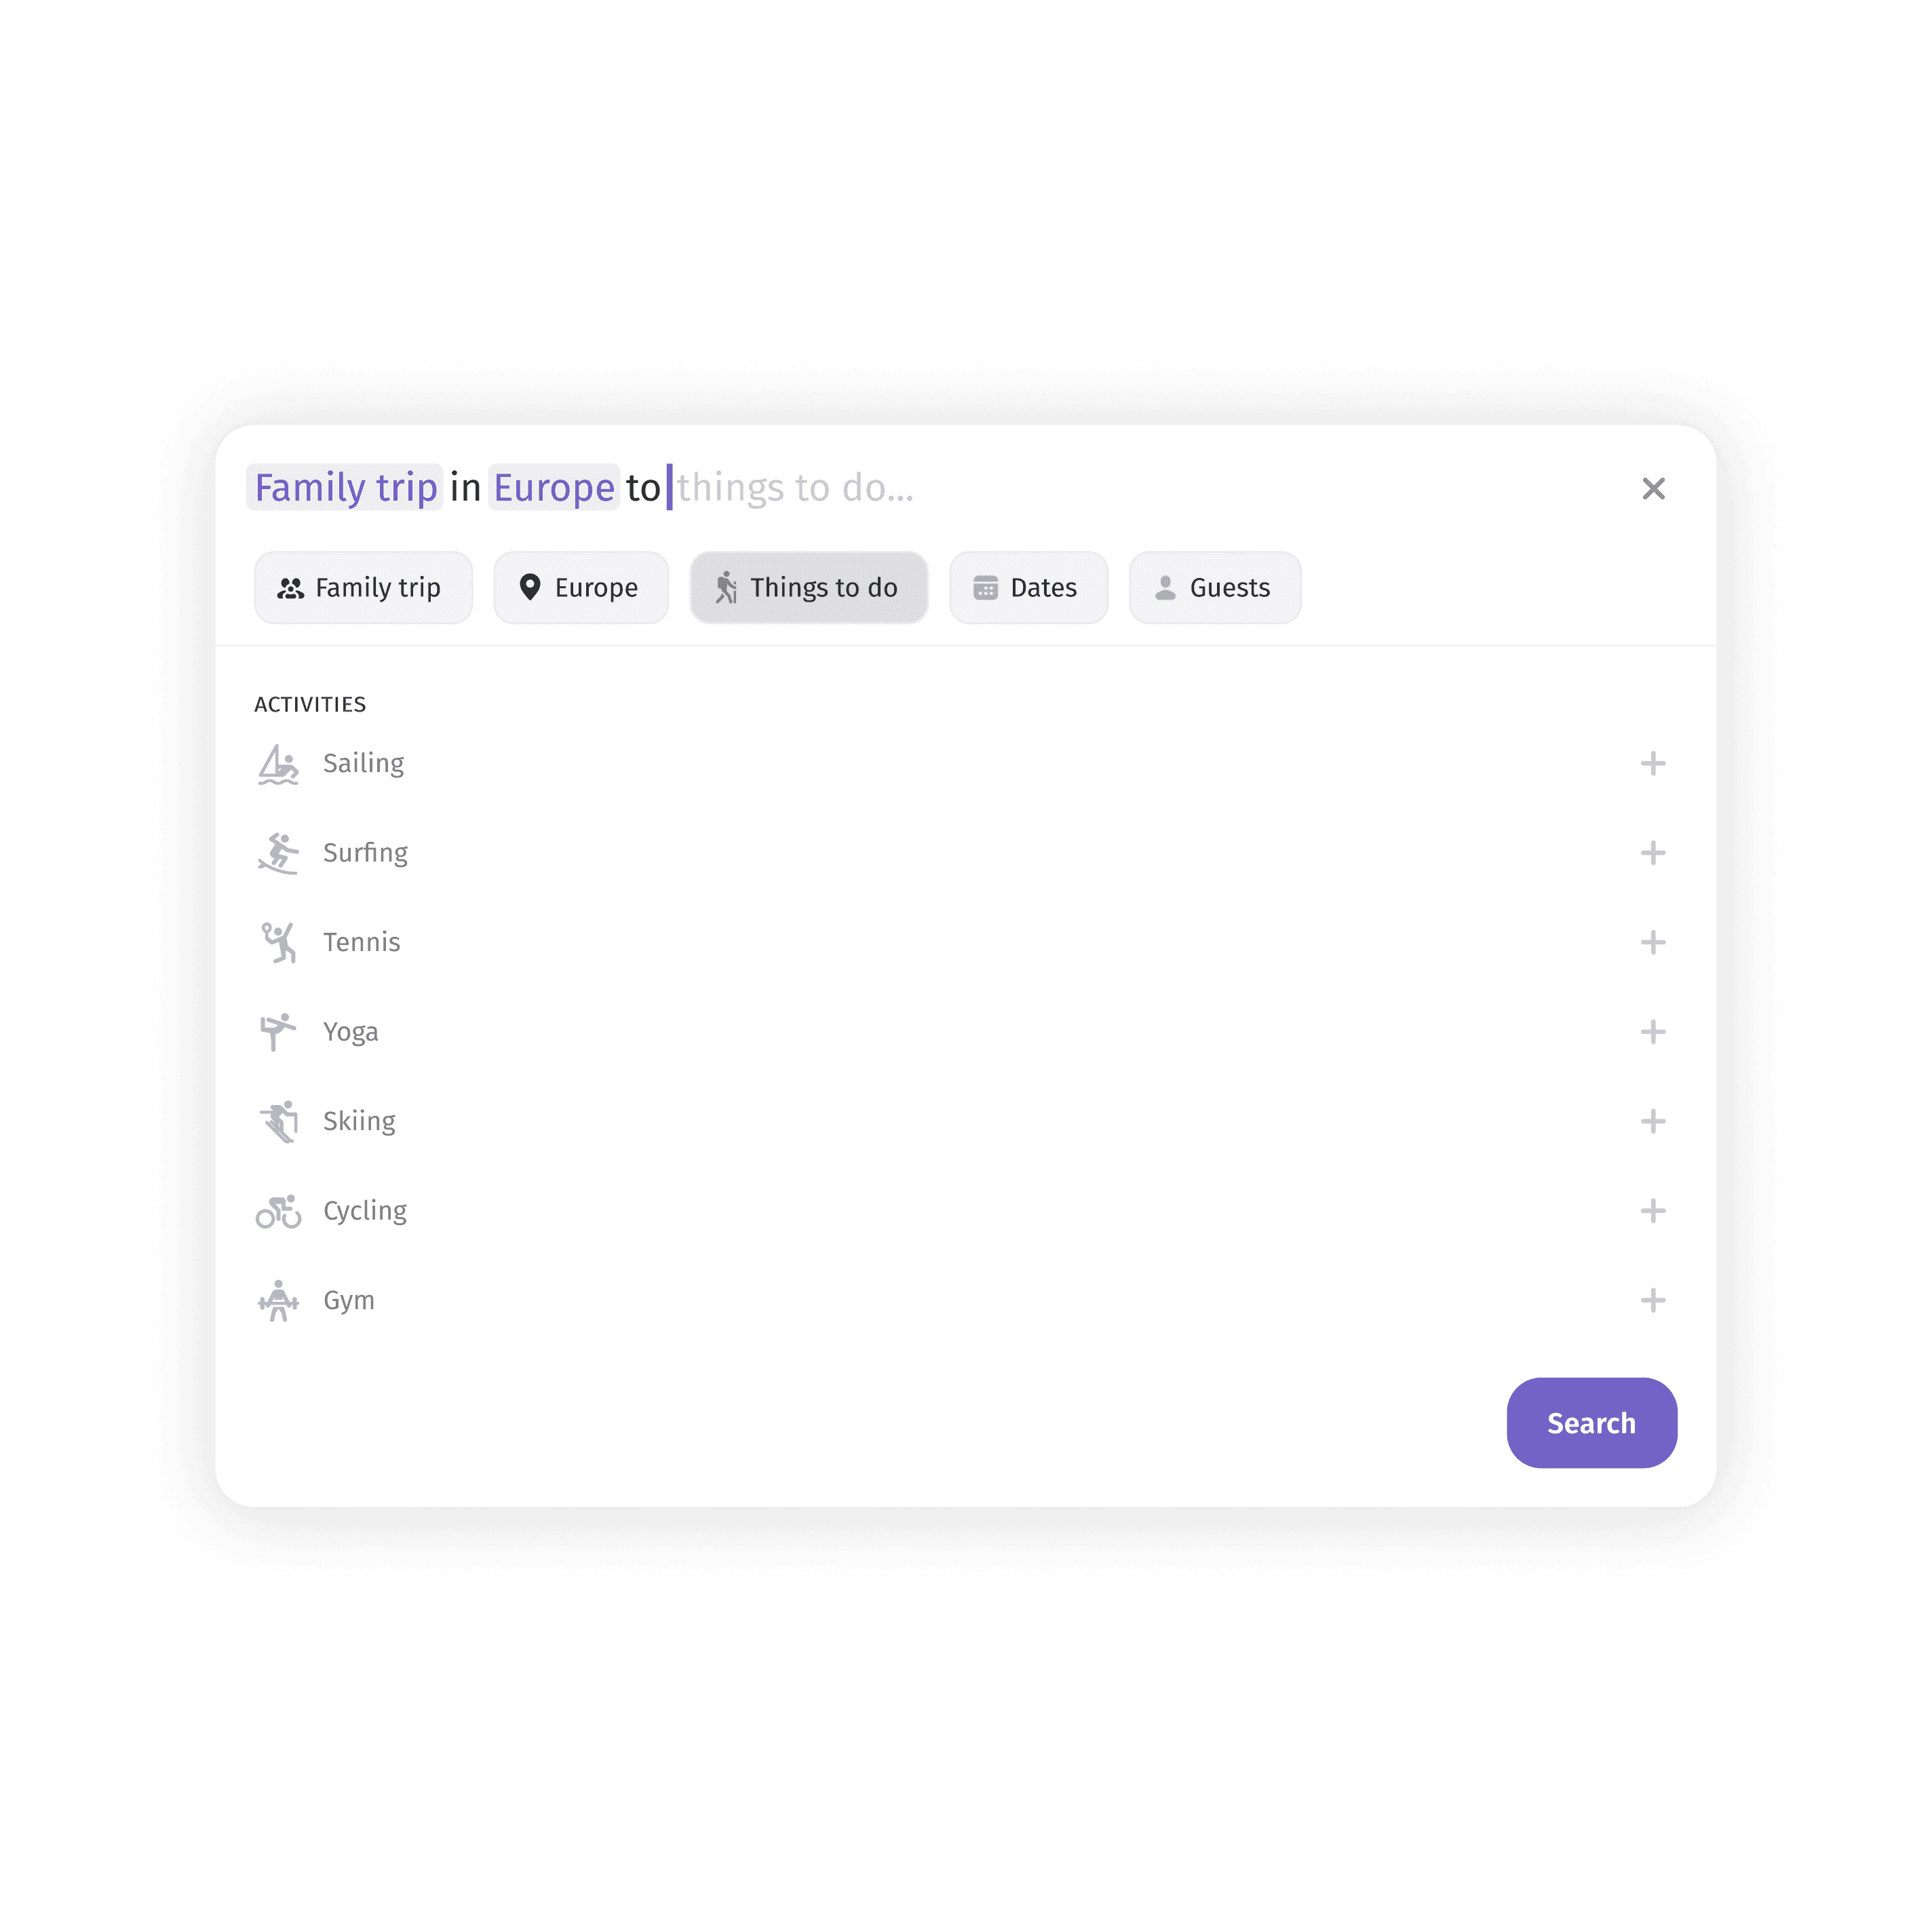 Family trip in Europe to things to do...
Family trip Europe Things to do Dates Guests
ACTIVITIES
Sailing
Surfing
Tennis
Yoga
Skiing
Cycling
Gym
Search